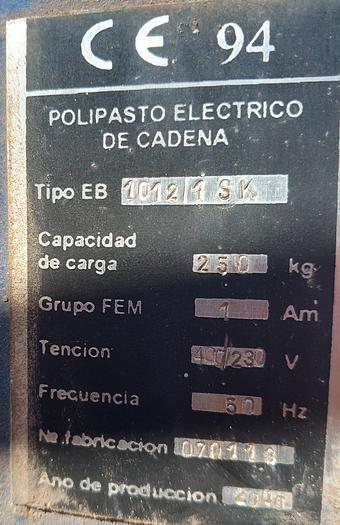 CE 94
POLIPASTO ELECTRICO
DE CADENA
Tipo EB 1012/1 SK
Capacidad
de carga 250 kg
Grupo FEM 1 Am
Tencion V
Frecuencia 50 Hz
No.fabricacion
Ano de produccion